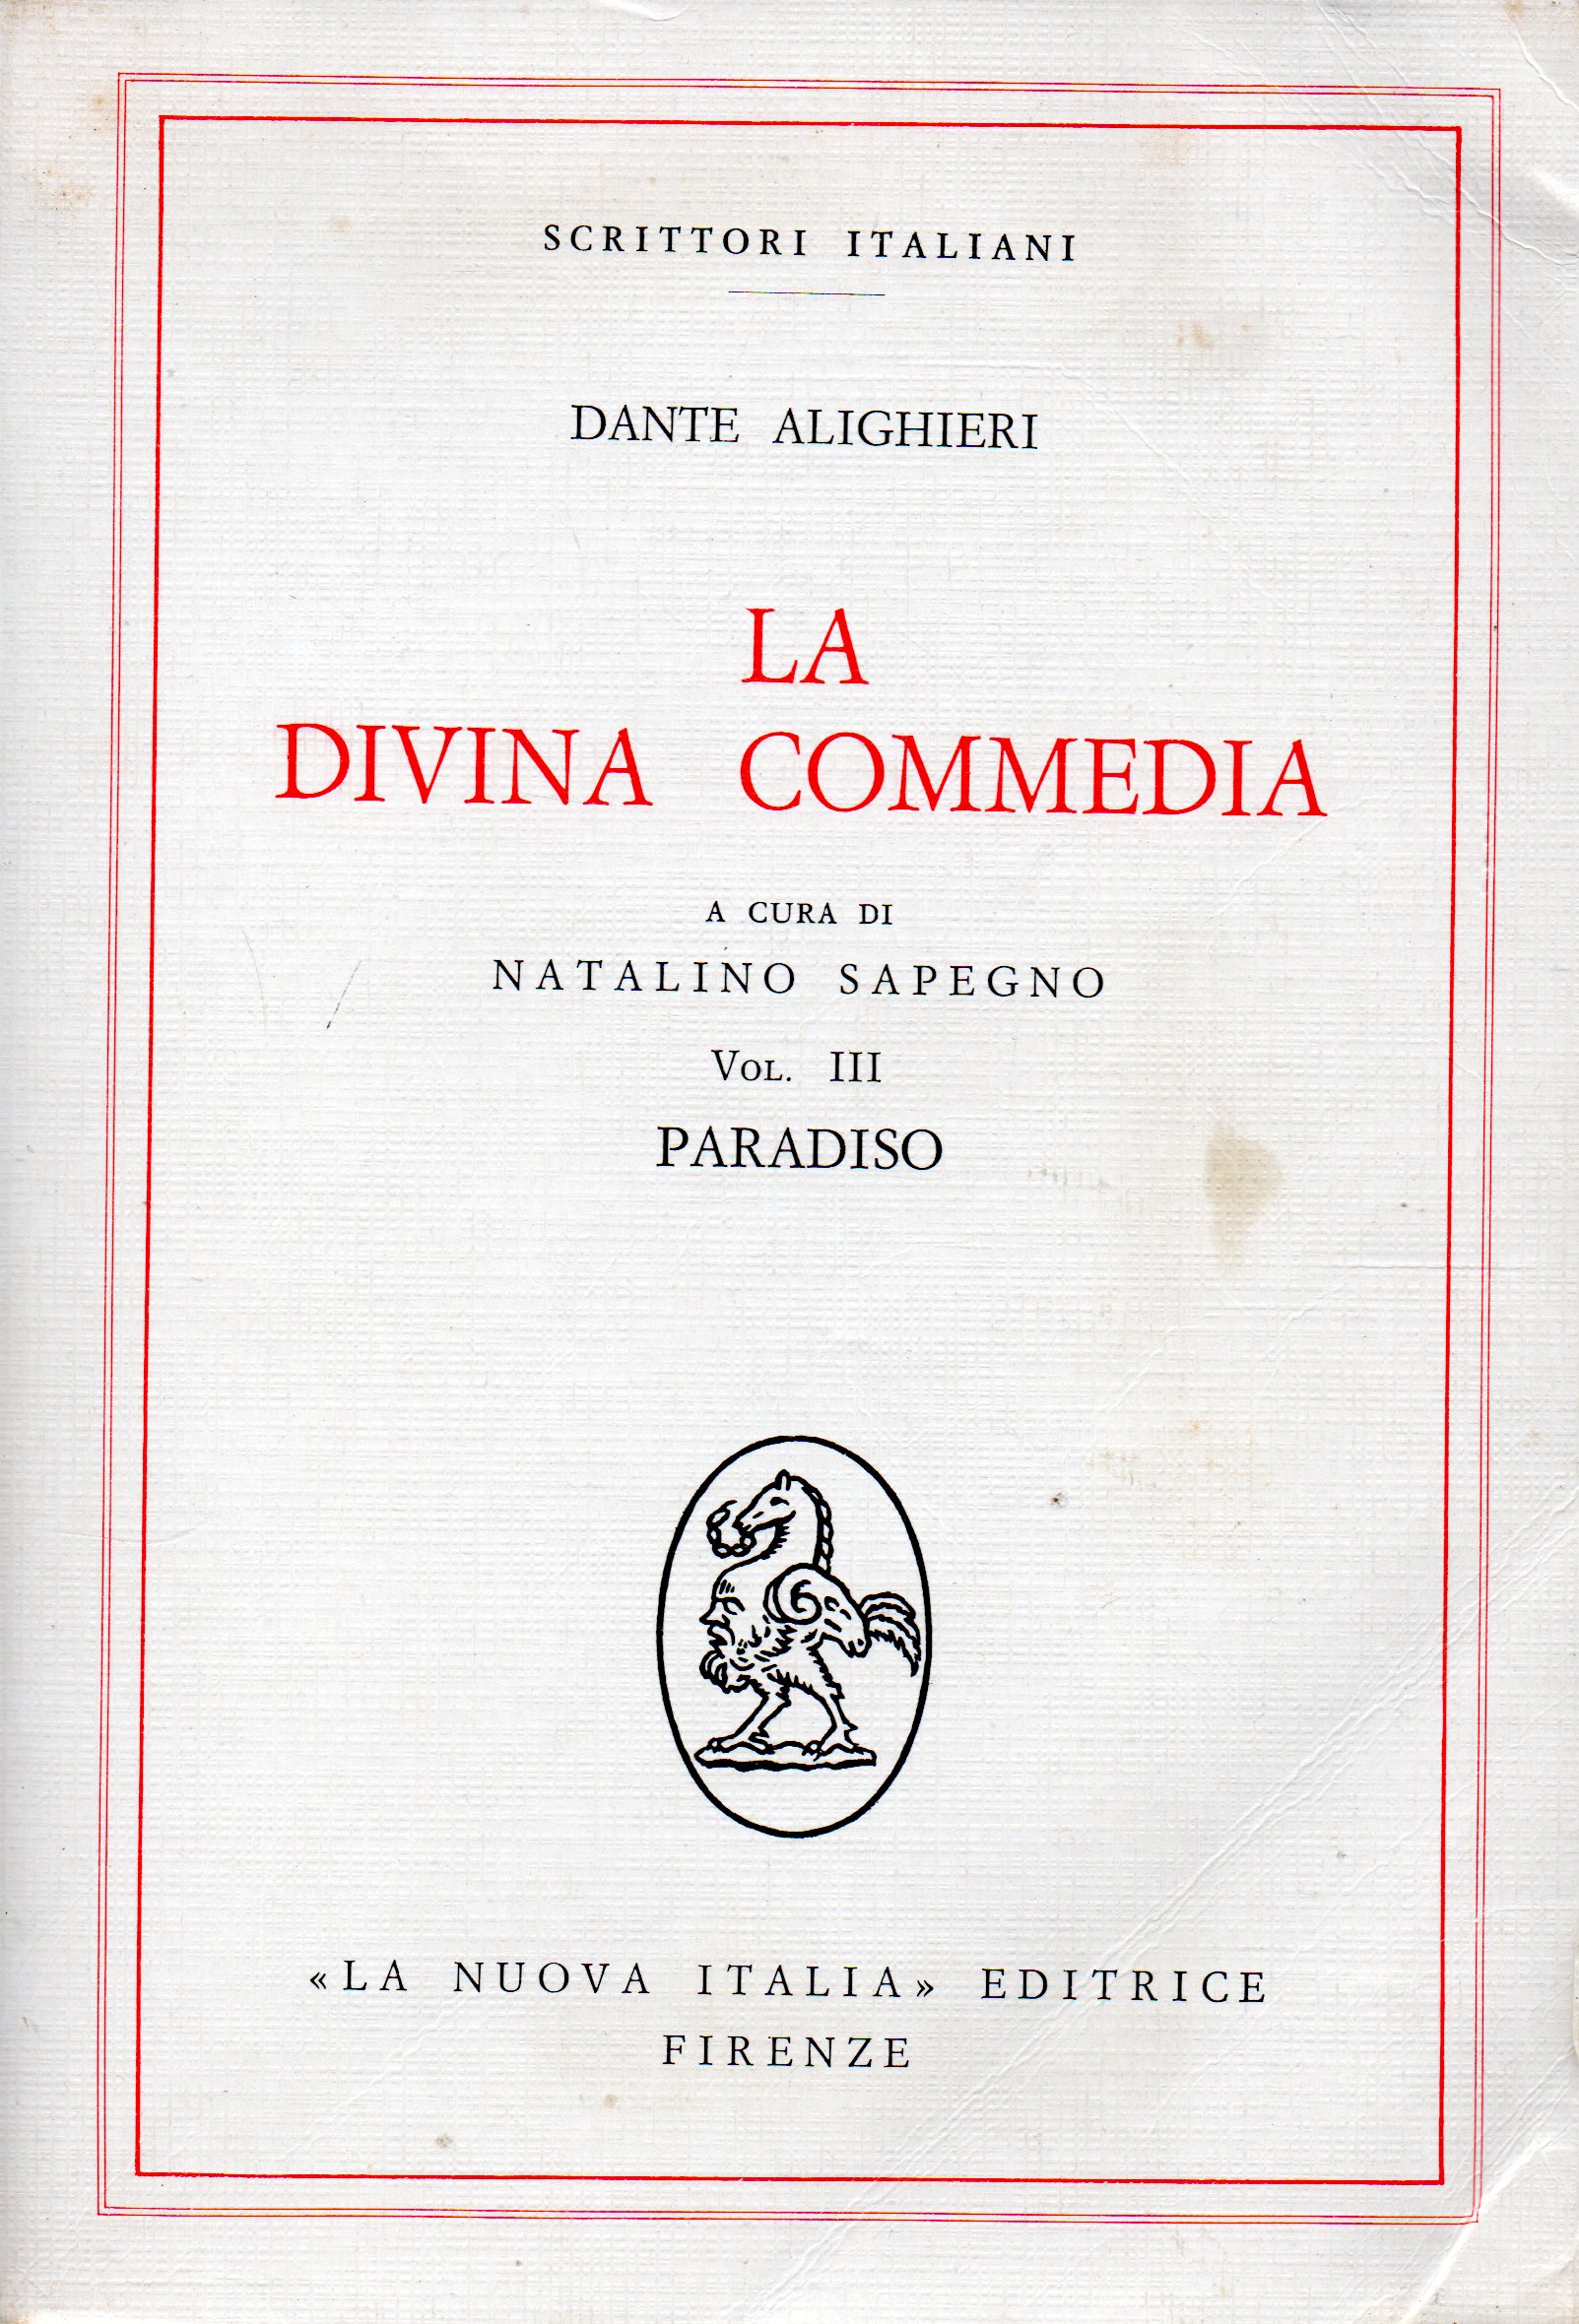 SCRITTORI ITALIANI
DANTE ALIGHIERI
LA
DIVINA COMMEDIA
A CURA DI
NATALINO SAPEGNO
VOL. III
PARADISO
«LA NUOVA ITALIA» EDITRICE
FIRENZE